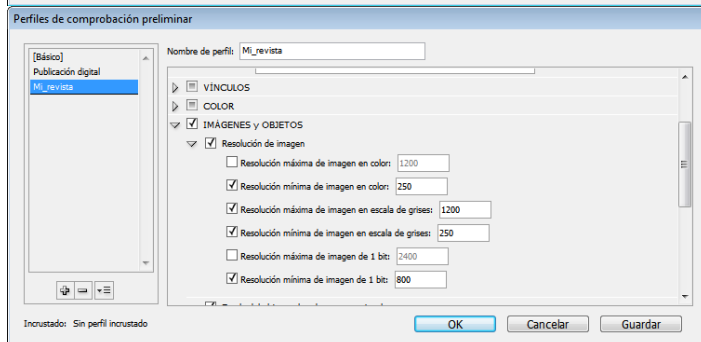 Perfiles de comprobación preliminar
[Básico]
Publicación digital
Mi_revista
Nombre de perfil: Mi_revista
VÍNCULOS
COLOR
IMÁGENES y OBJETOS
Resolución de imagen
Resolución máxima de imagen en color: 1200
Resolución mínima de imagen en color: 250
Resolución máxima de imagen en escala de grises: 1200
Resolución mínima de imagen en escala de grises: 250
Resolución máxima de imagen de 1 bit: 2400
Resolución mínima de imagen de 1 bit: 800
Incrustado: Sin perfil incrustado
OK Cancelar Guardar